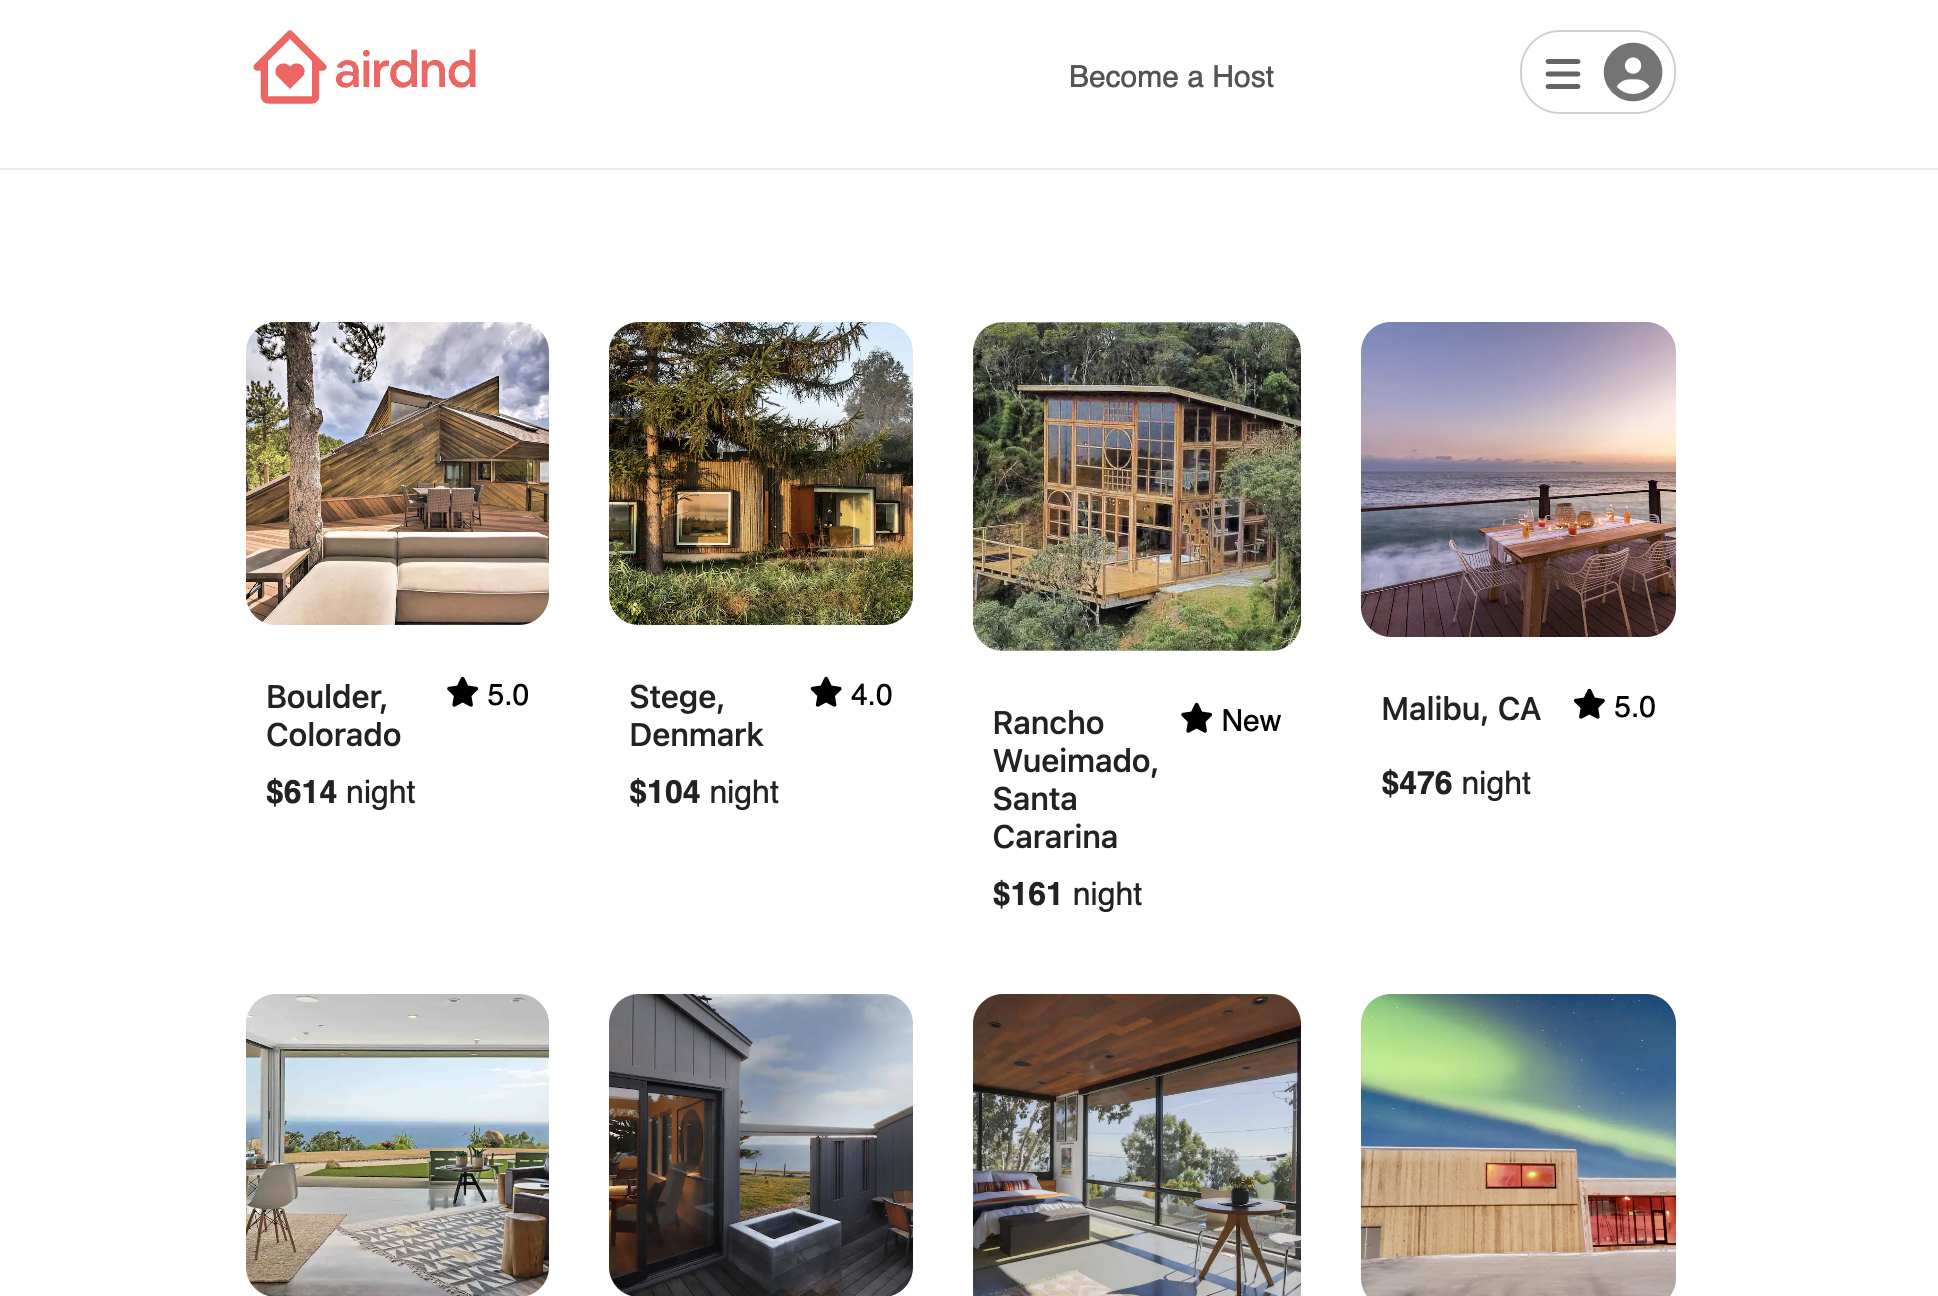 airdnd
Become a Host
Boulder,
Colorado
5.0
$614 night
Stege,
Denmark
4.0
$104 night
Rancho
Wueimado,
Santa
Cararina
New
$161 night
Malibu, CA
5.0
$476 night